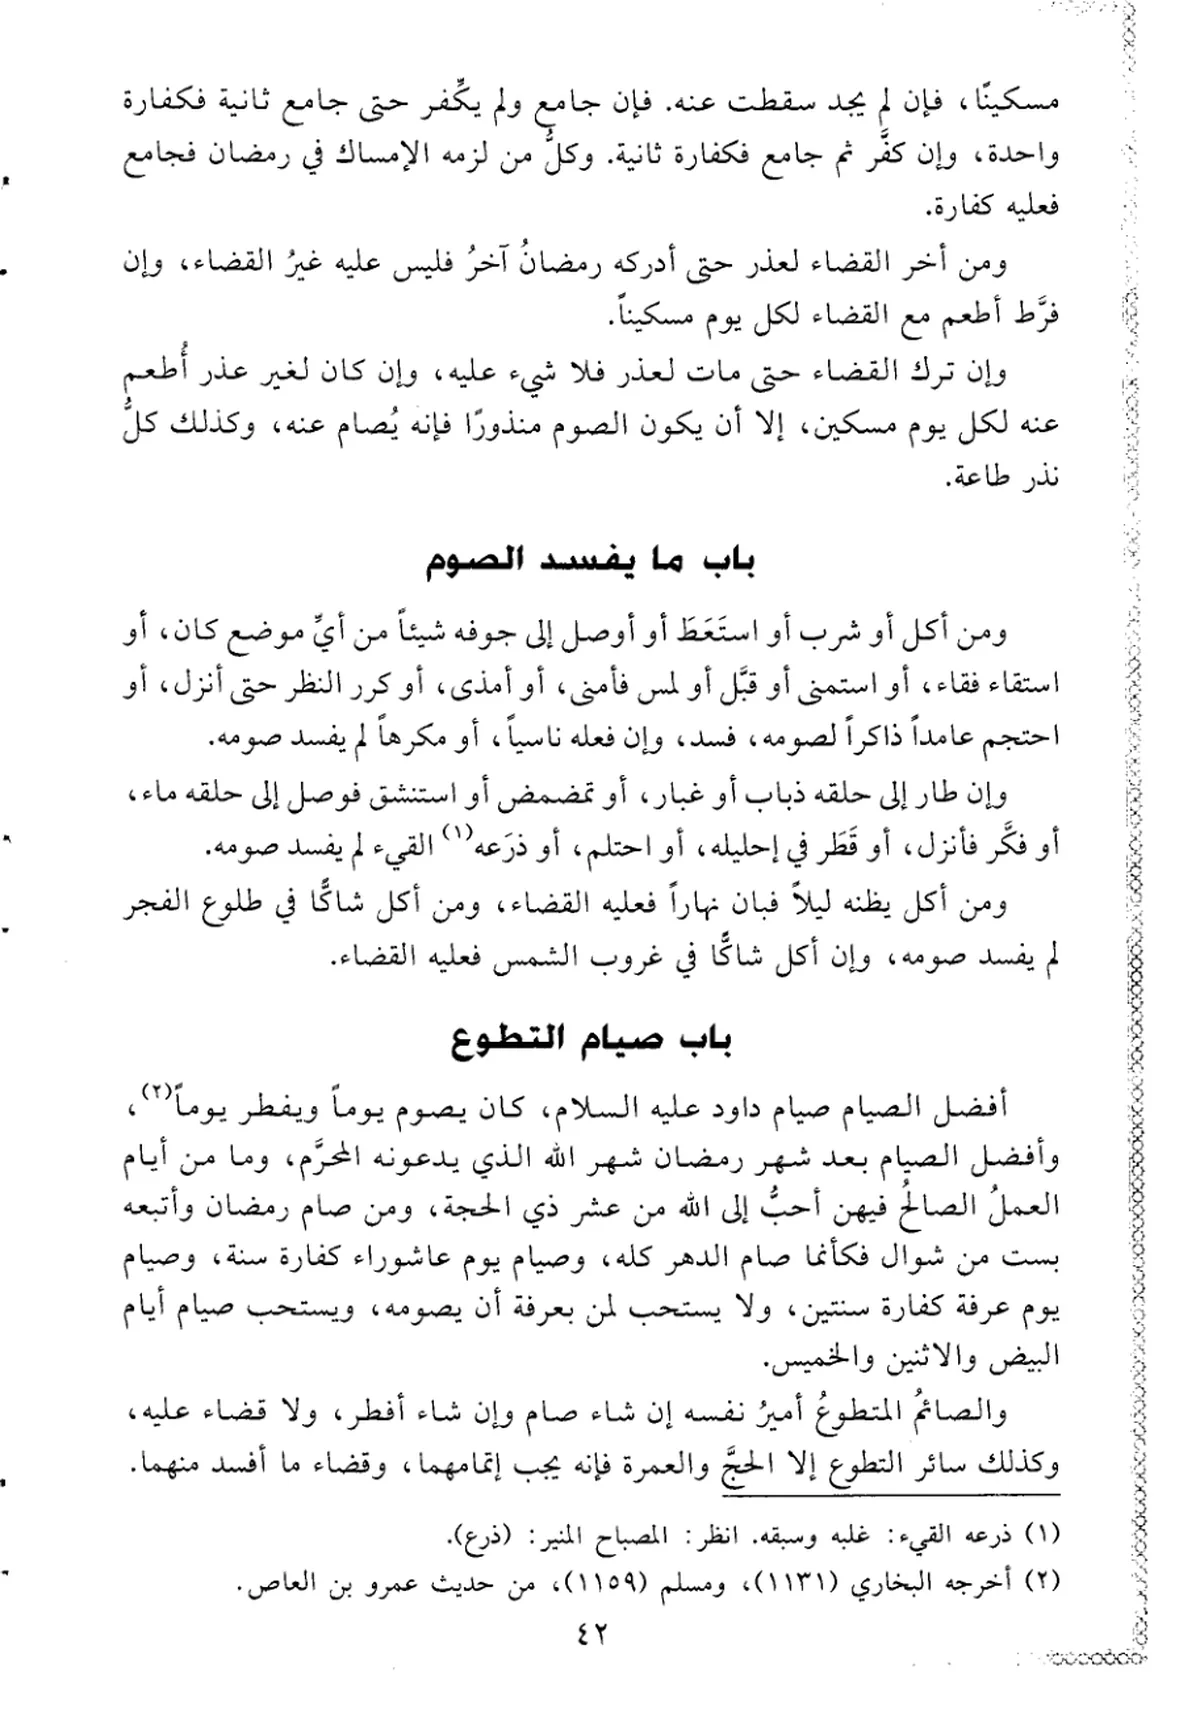 مسكينًا، فإن لم يجد سقطت عنه. فإن جامع ولم يكِّفر حتى جامع ثانية فكفارة
واحدة، وإن كفَّر ثم جامع فكفارة ثانية. وكلُّ من لزمه الإمساك في رمضان فجامع
فعليه كفارة.
ومن أخر القضاء لعذر حتى أدركه رمضانُ آخرُ فليس عليه غيرُ القضاء، وإن
فرَّط أطعم مع القضاء لكل يوم مسكيناً.
وإن ترك القضاء حتى مات لعذر فلا شيء عليه، وإن كان لغير عذر أُطعم
عنه لكل يوم مسكين، إلا أن يكون الصوم منذورًا فإنه يُصام عنه، وكذلك كلُّ
نذر طاعة.
باب ما يفسد الصوم
ومن أكل أو شرب أو استَعَطَ أو أوصل إلى جوفه شيئاً من أيِّ موضع كان، أو
استقاء فقاء، أو استمنى أو قبَّل أو لمس فأمنى، أو أمذى، أو كرر النظر حتى أنزل، أو
احتجم عامداً ذاكراً لصومه، فسد، وإن فعله ناسياً، أو مكرهاً لم يفسد صومه.
وإن طار إلى حلقه ذباب أو غبار، أو تمضمض أو استنشق فوصل إلى حلقه ماء،
أو فكَّر فأنزل، أو قَطَر في إحليله، أو احتلم، أو ذرَعه(١) القيء لم يفسد صومه.
ومن أكل يظنه ليلاً فبان نهاراً فعليه القضاء، ومن أكل شاكًّا في طلوع الفجر
لم يفسد صومه، وإن أكل شاكًّا في غروب الشمس فعليه القضاء.
باب صيام التطوع
أفضل الصيام صيام داود عليه السلام، كان يصوم يوماً ويفطر يوماً(٢)،
وأفضل الصيام بعد شهر رمضان شهر الله الذي يدعونه المحرَّم، وما من أيام
العملُ الصالحُ فيهن أحبُّ إلى الله من عشر ذي الحجة، ومن صام رمضان وأتبعه
بست من شوال فكأنما صام الدهر كله، وصيام يوم عاشوراء كفارة سنة، وصيام
يوم عرفة كفارة سنتين، ولا يستحب لمن بعرفة أن يصومه، ويستحب صيام أيام
البيض والاثنين والخميس.
والصائمُ المتطوعُ أميرُ نفسه إن شاء صام وإن شاء أفطر، ولا قضاء عليه،
وكذلك سائر التطوع إلا الحجَّ والعمرة فإنه يجب إتمامهما، وقضاء ما أفسد منهما.
(١) ذرعه القيء: غلبه وسبقه. انظر: المصباح المنير: (ذرع).
(٢) أخرجه البخاري (١١٣١)، ومسلم (١١٥٩)، من حديث عمرو بن العاص.
٤٢